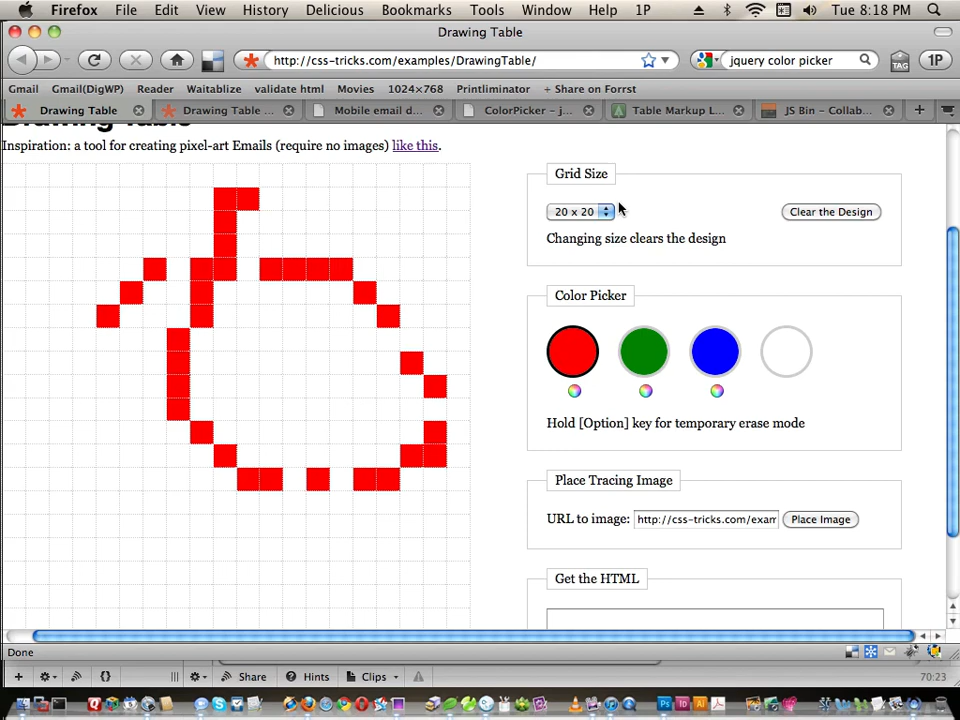 Firefox File Edit View History Delicious Bookmarks Tools Window Help 1P Tue 8:18 PM
Drawing Table
http://css-tricks.com/examples/DrawingTable/ jquery color picker TAG 1P
Gmail Gmail(DigWP) Reader Waitablize validate html Movies 1024×768 Printliminator + Share on Forrst
Drawing Table Drawing Table ... Mobile email d... ColorPicker – j... Table Markup L... JS Bin – Collab...
Drawing Table
Inspiration: a tool for creating pixel-art Emails (require no images) like this.
Grid Size
20 x 20 Clear the Design
Changing size clears the design
Color Picker
Hold [Option] key for temporary erase mode
Place Tracing Image
URL to image: http://css-tricks.com/exam Place Image
Get the HTML
Done
Share Hints Clips 70:23